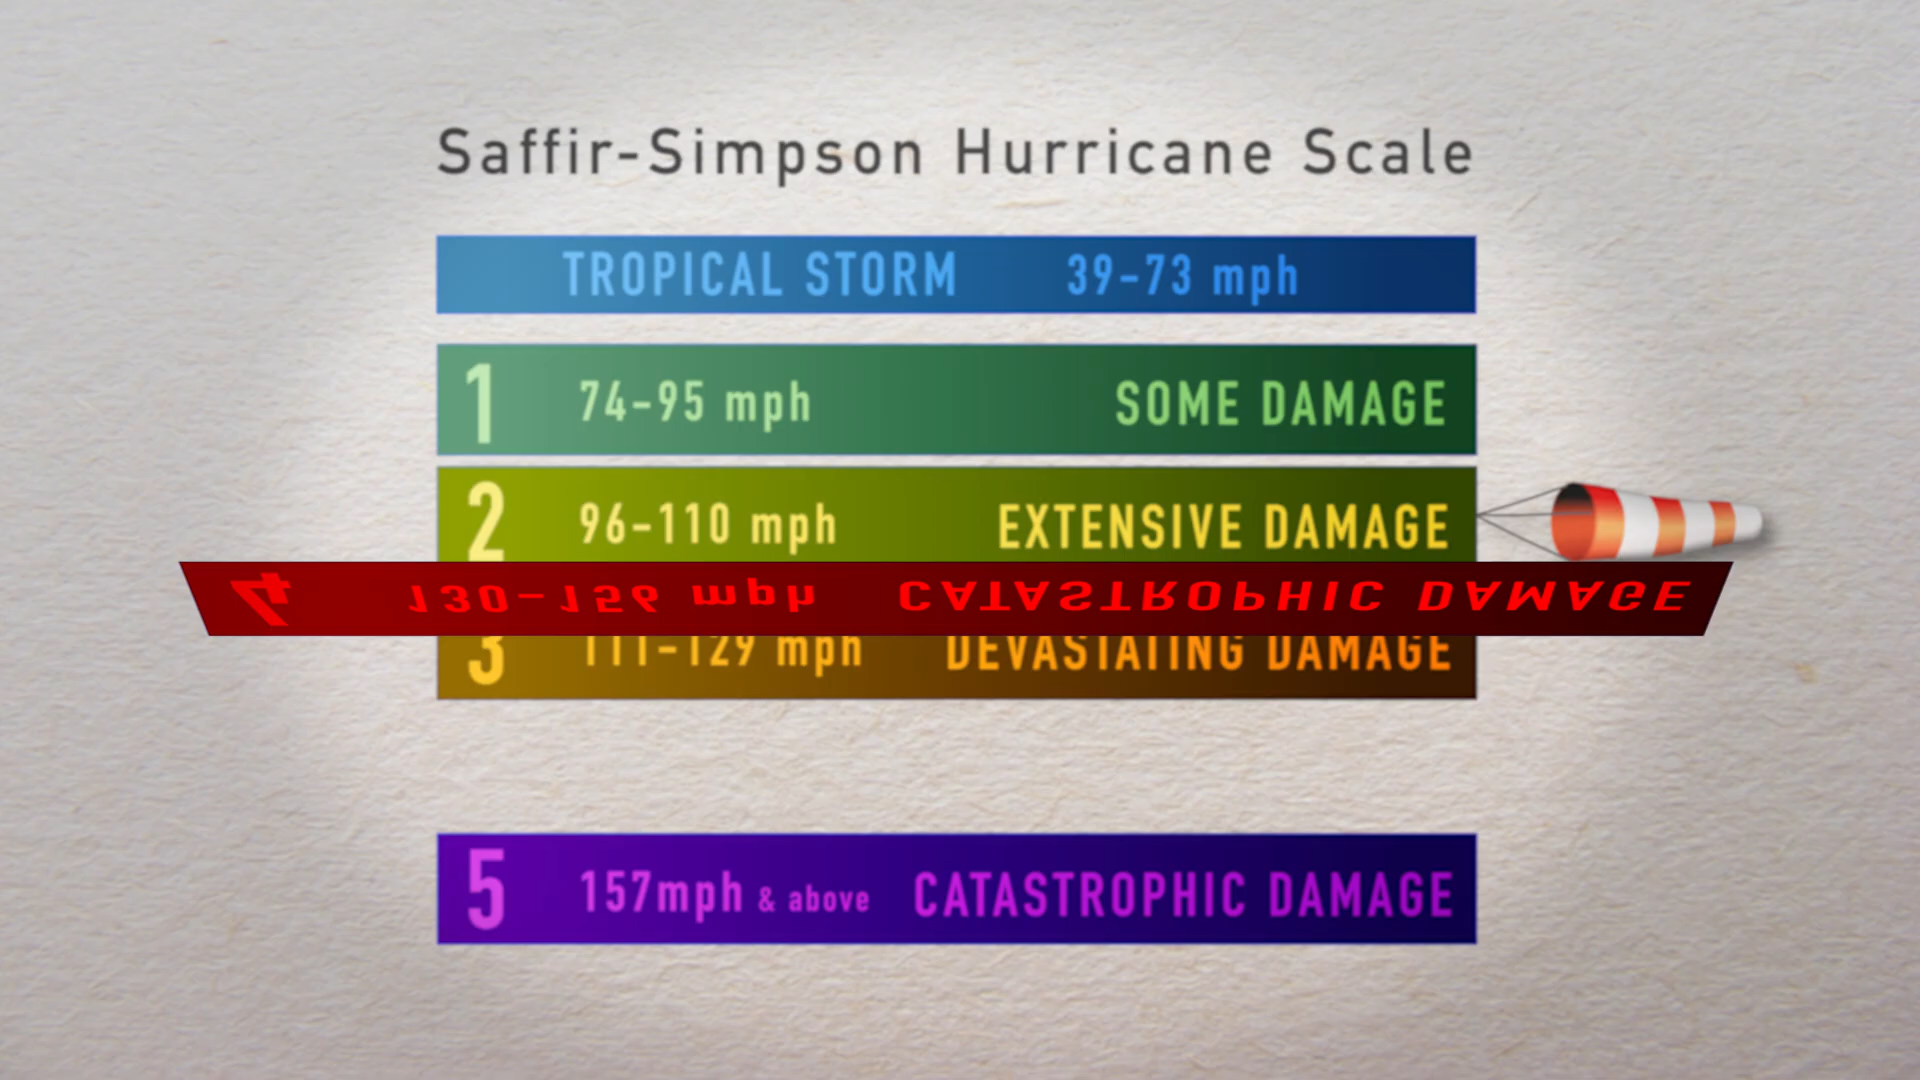 Saffir-Simpson Hurricane Scale
TROPICAL STORM 39-73 mph
1 74-95 mph SOME DAMAGE
2 96-110 mph EXTENSIVE DAMAGE
4 130-156 mph CATASTROPHIC DAMAGE
3 111-129 mph DEVASTATING DAMAGE
5 157mph & above CATASTROPHIC DAMAGE